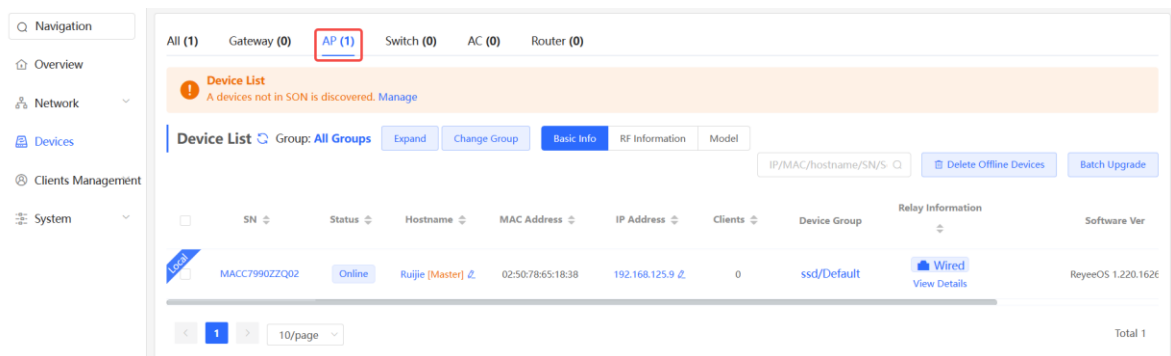 Navigation
Overview
Network
Devices
Clients Management
System
All (1) Gateway (0) AP (1) Switch (0) AC (0) Router (0)
Device List
A devices not in SON is discovered. Manage
Device List Group: All Groups Expand Change Group Basic Info RF Information Model
IP/MAC/hostname/SN/S Delete Offline Devices Batch Upgrade
SN Status Hostname MAC Address IP Address Clients Device Group Relay Information Software Ver
Local MACC7990ZZQ02 Online Ruijie [Master] 02:50:78:65:18:38 192.168.125.9 0 ssd/Default Wired ReyeeOS 1.220.1626
View Details
1 10/page Total 1